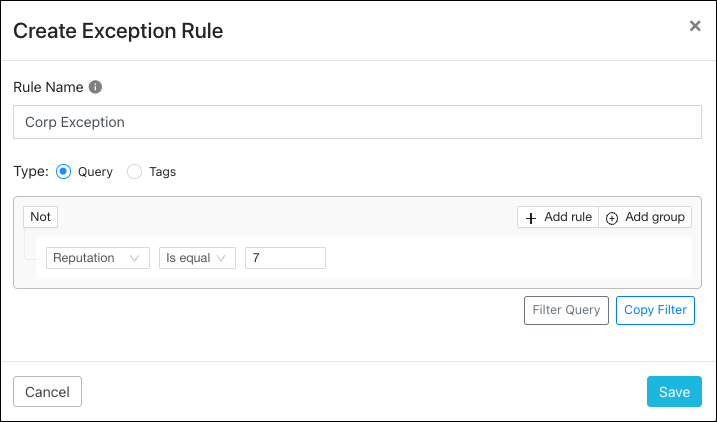 Create Exception Rule
Rule Name
Corp Exception
Type: Query Tags
Not Add rule Add group
Reputation Is equal 7
Filter Query Copy Filter
Cancel Save